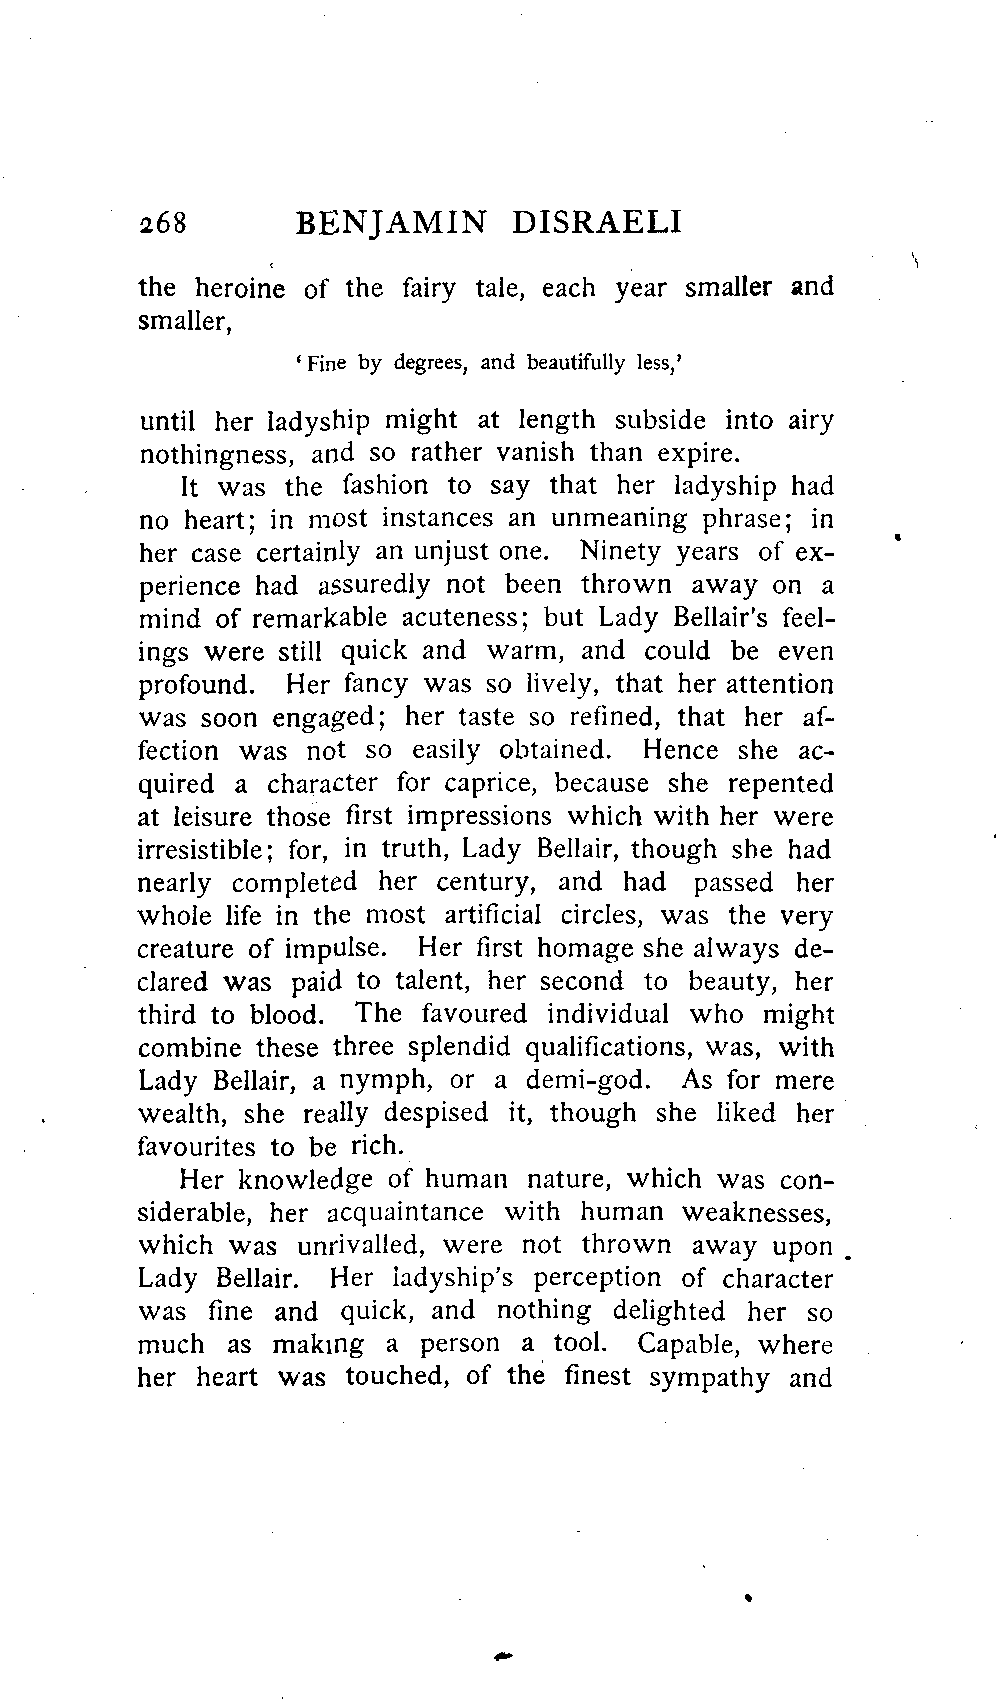 268 BENJAMIN DISRAELI
the heroine of the fairy tale, each year smaller and
smaller,
‘Fine by degrees, and beautifully less,’
until her ladyship might at length subside into airy
nothingness, and so rather vanish than expire.
It was the fashion to say that her ladyship had
no heart; in most instances an unmeaning phrase; in
her case certainly an unjust one. Ninety years of ex-
perience had assuredly not been thrown away on a
mind of remarkable acuteness; but Lady Bellair's feel-
ings were still quick and warm, and could be even
profound. Her fancy was so lively, that her attention
was soon engaged; her taste so refined, that her af-
fection was not so easily obtained. Hence she ac-
quired a character for caprice, because she repented
at leisure those first impressions which with her were
irresistible; for, in truth, Lady Bellair, though she had
nearly completed her century, and had passed her
whole life in the most artificial circles, was the very
creature of impulse. Her first homage she always de-
clared was paid to talent, her second to beauty, her
third to blood. The favoured individual who might
combine these three splendid qualifications, was, with
Lady Bellair, a nymph, or a demi-god. As for mere
wealth, she really despised it, though she liked her
favourites to be rich.
Her knowledge of human nature, which was con-
siderable, her acquaintance with human weaknesses,
which was unrivalled, were not thrown away upon
Lady Bellair. Her ladyship's perception of character
was fine and quick, and nothing delighted her so
much as making a person a tool. Capable, where
her heart was touched, of the finest sympathy and